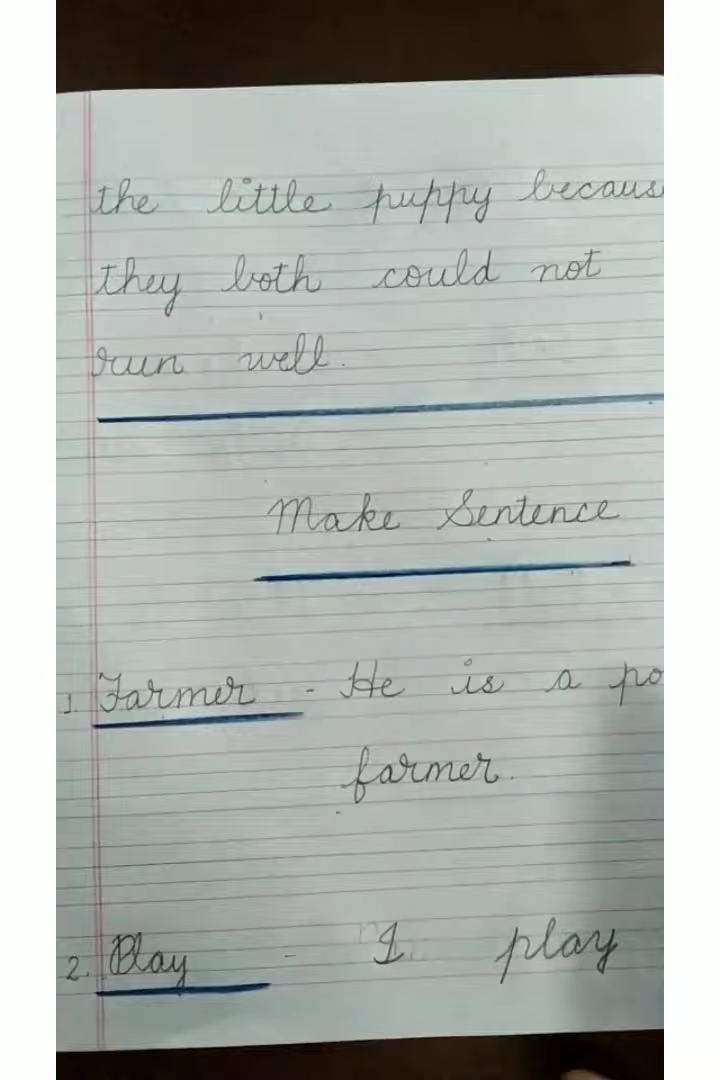 the little puppy becaus
they both could not
run well.
Make Sentence
1. Farmer - He is a po
farmer.
2. Play - I play